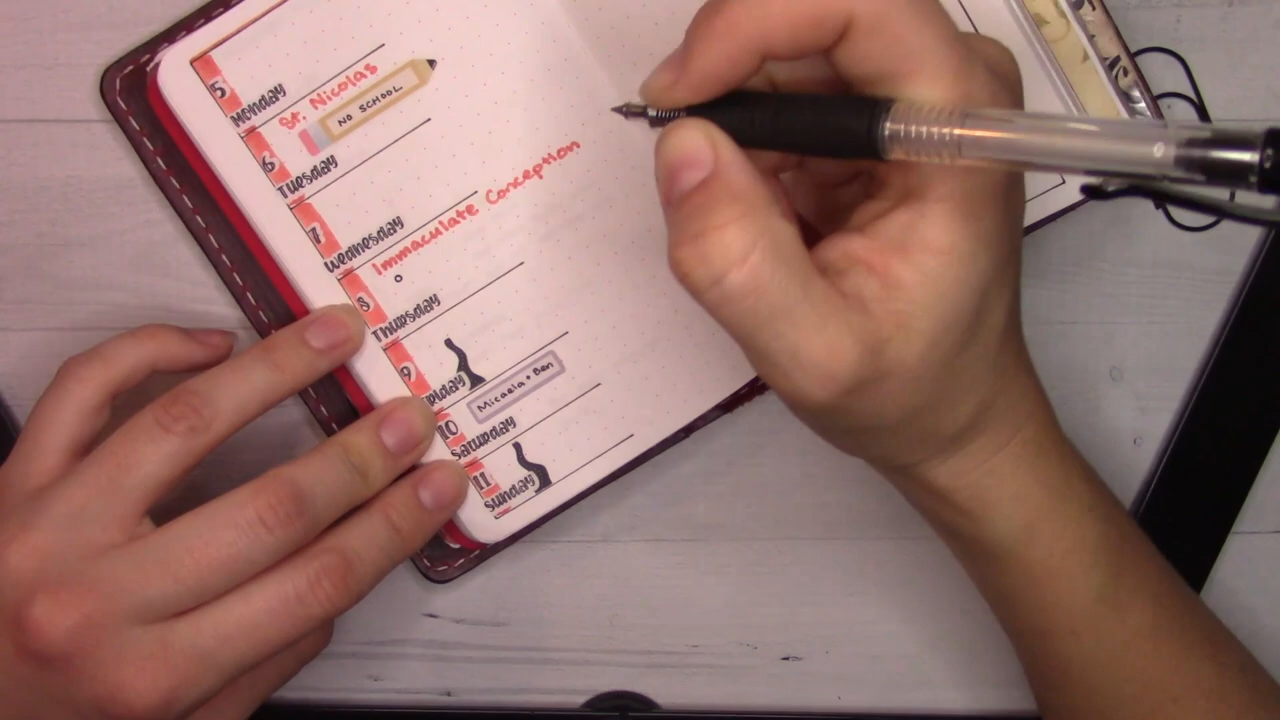 5
Monday
St. Nicolas
NO SCHOOL
6
Tuesday
7
Wednesday
Immaculate Conception
8
Thursday
9
Friday
Micaela + Ben
10
Saturday
11
Sunday